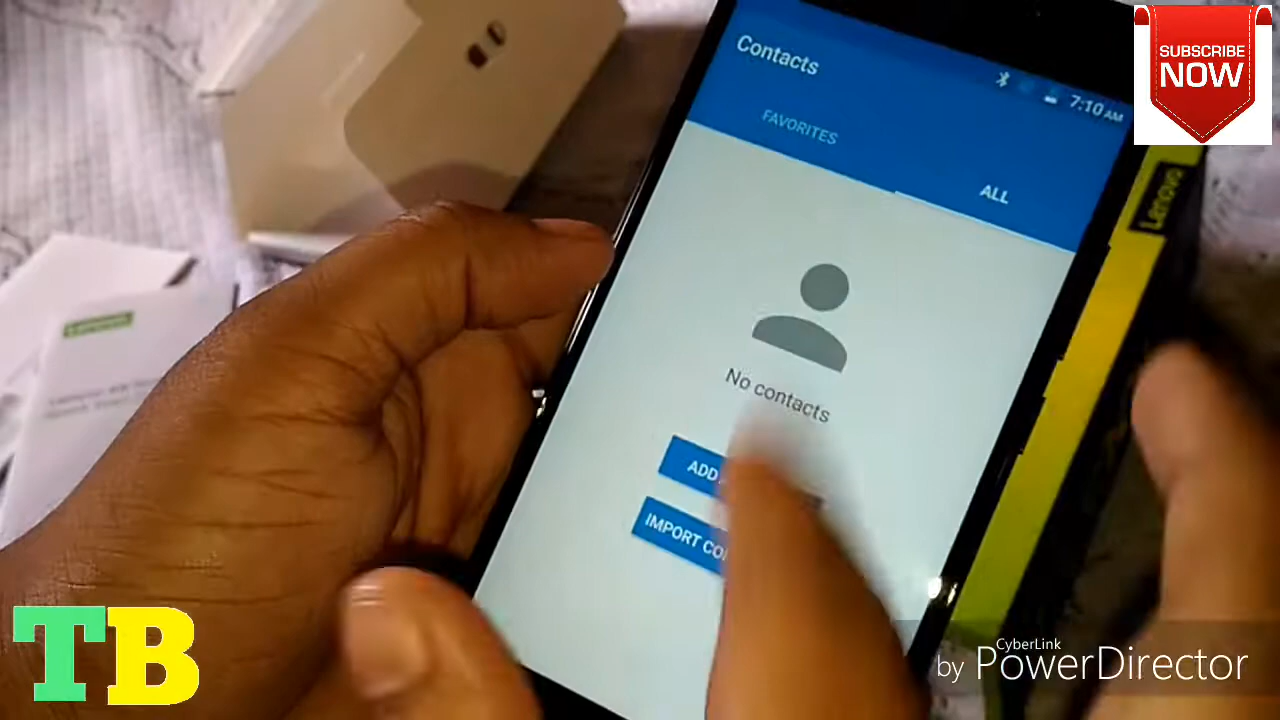 Contacts
7:10 AM
FAVORITES
ALL
No contacts
ADD
IMPORT CO
SUBSCRIBE
NOW
Lenovo
TB
CyberLink
by PowerDirector